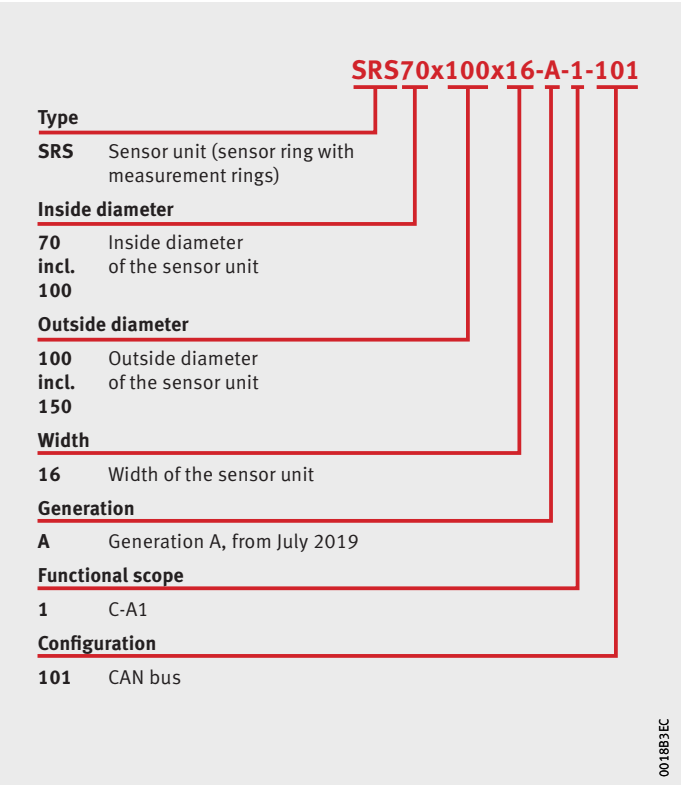 SRS70x100x16-A-1-101
Type
SRS Sensor unit (sensor ring with
measurement rings)
Inside diameter
70 Inside diameter
incl. of the sensor unit
100
Outside diameter
100 Outside diameter
incl. of the sensor unit
150
Width
16 Width of the sensor unit
Generation
A Generation A, from July 2019
Functional scope
1 C-A1
Configuration
101 CAN bus
0018B3EC